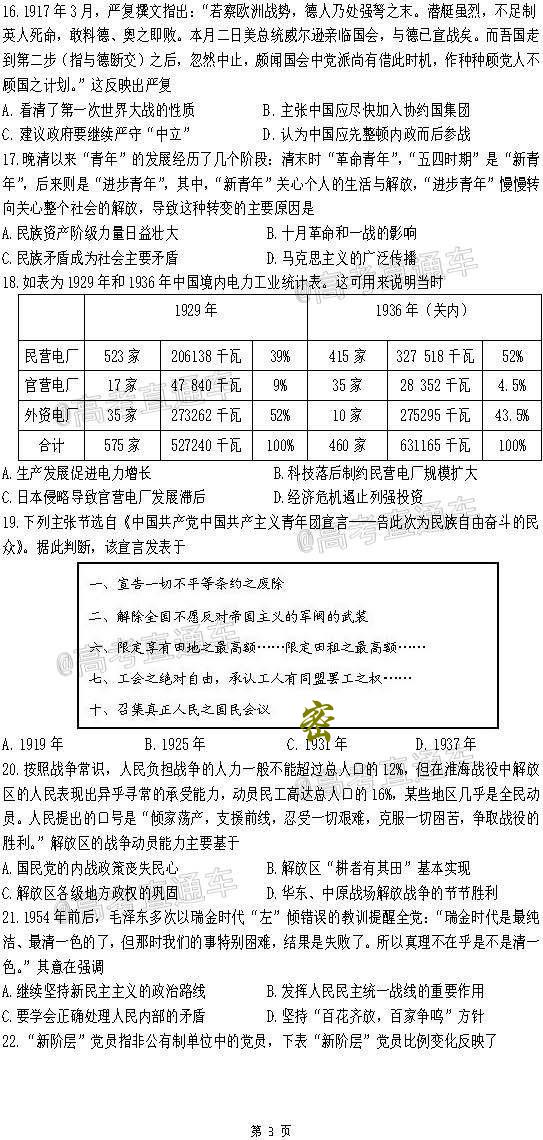 16. 1917 年 3 月，严复撰文指出：“若察欧洲战势，德人乃处强弩之末。潜艇虽烈，不足制
英人死命，敢料德、奥之即败。本月二日美总统威尔逊亲临国会，与德已宣战矣。而吾国走
到第二步（指与德断交）之后，忽然中止，颇闻国会中党派尚有借此时机，作种种顾党人不
顾国之计划。”这反映出严复
A. 看清了第一次世界大战的性质 B. 主张中国应尽快加入协约国集团
C. 建议政府要继续严守“中立” D. 认为中国应先整顿内政而后参战
17. 晚清以来“青年”的发展经历了几个阶段：清末时“革命青年”，“五四时期”是“新青
年”，后来则是“进步青年”，其中，“新青年”关心个人的生活与解放，“进步青年”慢慢转
向关心整个社会的解放，导致这种转变的主要原因是
A. 民族资产阶级力量日益壮大 B. 十月革命和一战的影响
C. 民族矛盾成为社会主要矛盾 D. 马克思主义的广泛传播
18. 如表为 1929 年和 1936 年中国境内电力工业统计表。这可用来说明当时
1929 年 1936 年（关内）
民营电厂 523 家 206138 千瓦 39% 415 家 327 518 千瓦 52%
官营电厂 17 家 47 840 千瓦 9% 35 家 28 352 千瓦 4.5%
外资电厂 35 家 273262 千瓦 52% 10 家 275295 千瓦 43.5%
合计 575 家 527240 千瓦 100% 460 家 631165 千瓦 100%
A. 生产发展促进电力增长 B. 科技落后制约民营电厂规模扩大
C. 日本侵略导致官营电厂发展滞后 D. 经济危机遏止列强投资
19. 下列主张节选自《中国共产党中国共产主义青年团宣言——告此次为民族自由奋斗的民
众》。据此判断，该宣言发表于
一、宣告一切不平等条约之废除
二、解除全国不愿反对帝国主义的军阀的武装
六、限定享有田地之最高额……限定田租之最高额……
七、工会之绝对自由，承认工人有同盟罢工之权……
十、召集真正人民之国民会议
密
A. 1919 年 B. 1925 年 C. 1931 年 D. 1937 年
20. 按照战争常识，人民负担战争的人力一般不能超过总人口的 12%，但在淮海战役中解放
区的人民表现出异乎寻常的承受能力，动员民工高达总人口的 16%，某些地区几乎是全民动
员。人民提出的口号是“倾家荡产，支援前线，忍受一切艰难，克服一切困苦，争取战役的
胜利。”解放区的战争动员能力主要基于
A. 国民党的内战政策丧失民心 B. 解放区“耕者有其田”基本实现
C. 解放区各级地方政权的巩固 D. 华东、中原战场解放战争的节节胜利
21. 1954 年前后，毛泽东多次以瑞金时代“左”倾错误的教训提醒全党：“瑞金时代是最纯
洁、最清一色的了，但那时我们的事特别困难，结果是失败了。所以真理不在乎是不是清一
色。”其意在强调
A. 继续坚持新民主主义的政治路线 B. 发挥人民民主统一战线的重要作用
C. 要学会正确处理人民内部的矛盾 D. 坚持“百花齐放，百家争鸣”方针
22. “新阶层”党员指非公有制单位中的党员，下表“新阶层”党员比例变化反映了
第 3 页
@高考直通车
@高考直通车
@高考直通车
@高考直通车
@高考直通车
@高考直通车